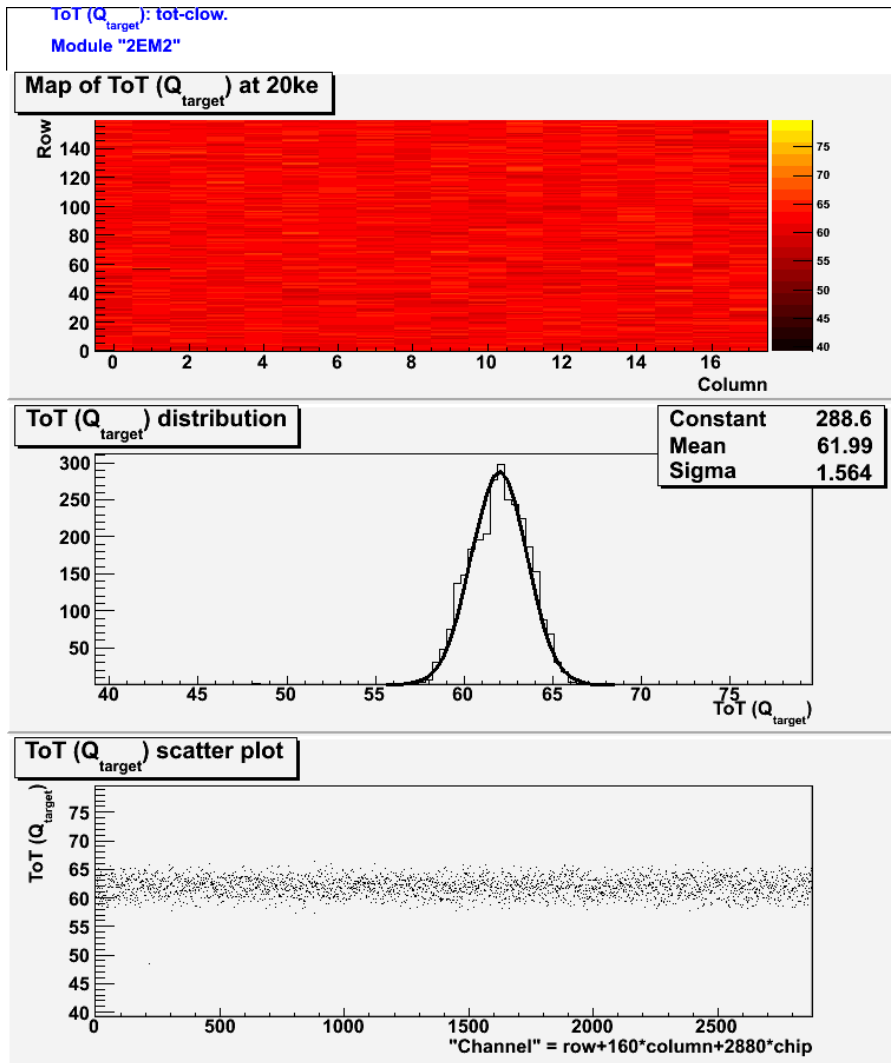 ToT (Qtarget): tot-clow.
Module "2EM2"
Map of ToT (Qtarget) at 20ke
Row
140
120
100
80
60
40
20
0
0 2 4 6 8 10 12 14 16
Column
75
70
65
60
55
50
45
40
ToT (Qtarget) distribution
Constant 288.6
Mean 61.99
Sigma 1.564
300
250
200
150
100
50
40 45 50 55 60 65 70 75
ToT (Qtarget)
ToT (Qtarget) scatter plot
ToT (Qtarget)
75
70
65
60
55
50
45
40
0 500 1000 1500 2000 2500
"Channel" = row+160*column+2880*chip